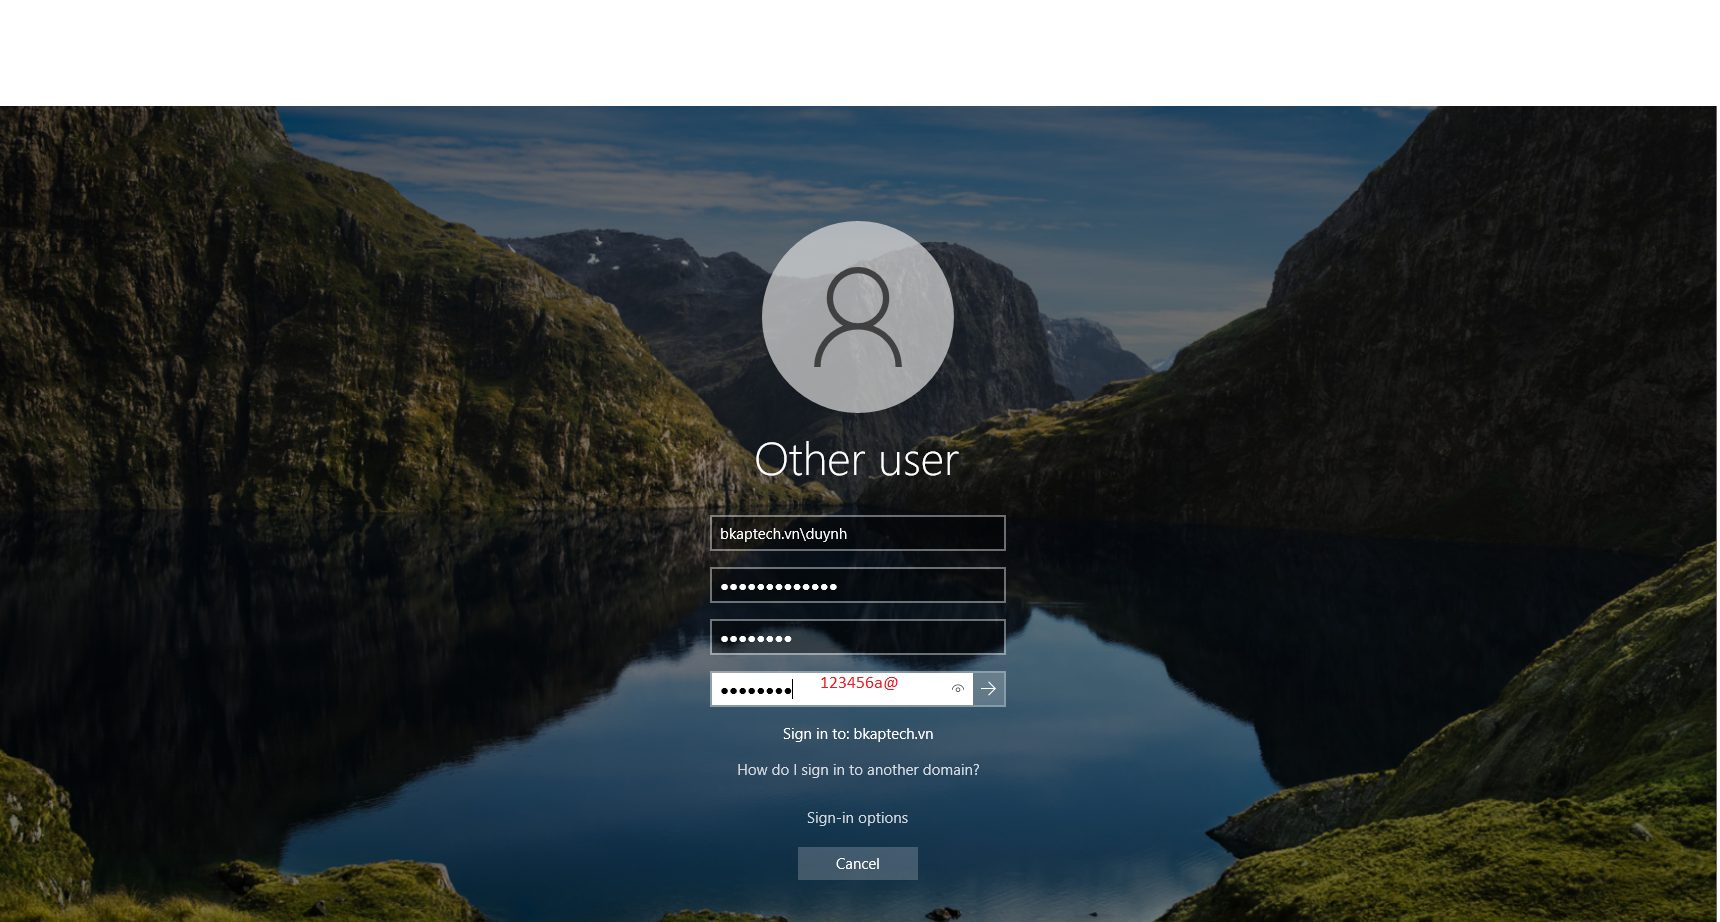 Other user
bkaptech.vn\duynh
•••••••••••••
••••••••
•••••••• 123456a@
Sign in to: bkaptech.vn
How do I sign in to another domain?
Sign-in options
Cancel